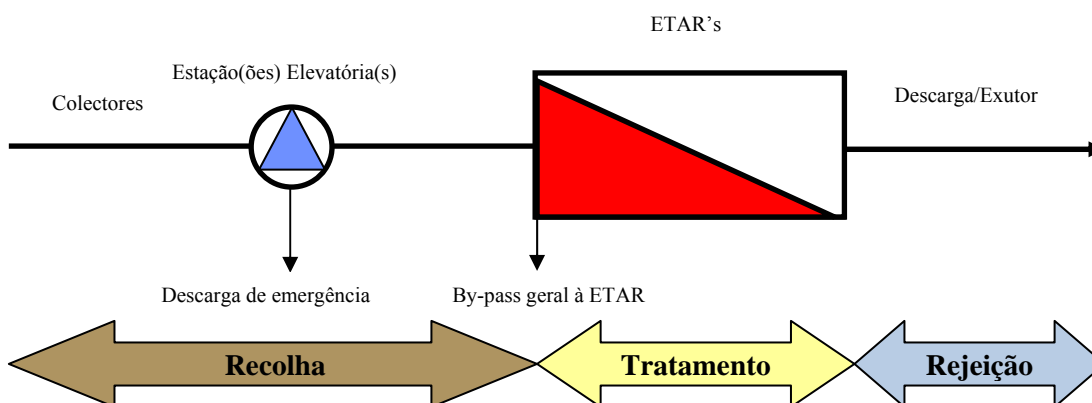 ETAR's
Estação(ões) Elevatória(s)
Colectores
Descarga/Exutor
Descarga de emergência
By-pass geral à ETAR
Recolha
Tratamento
Rejeição